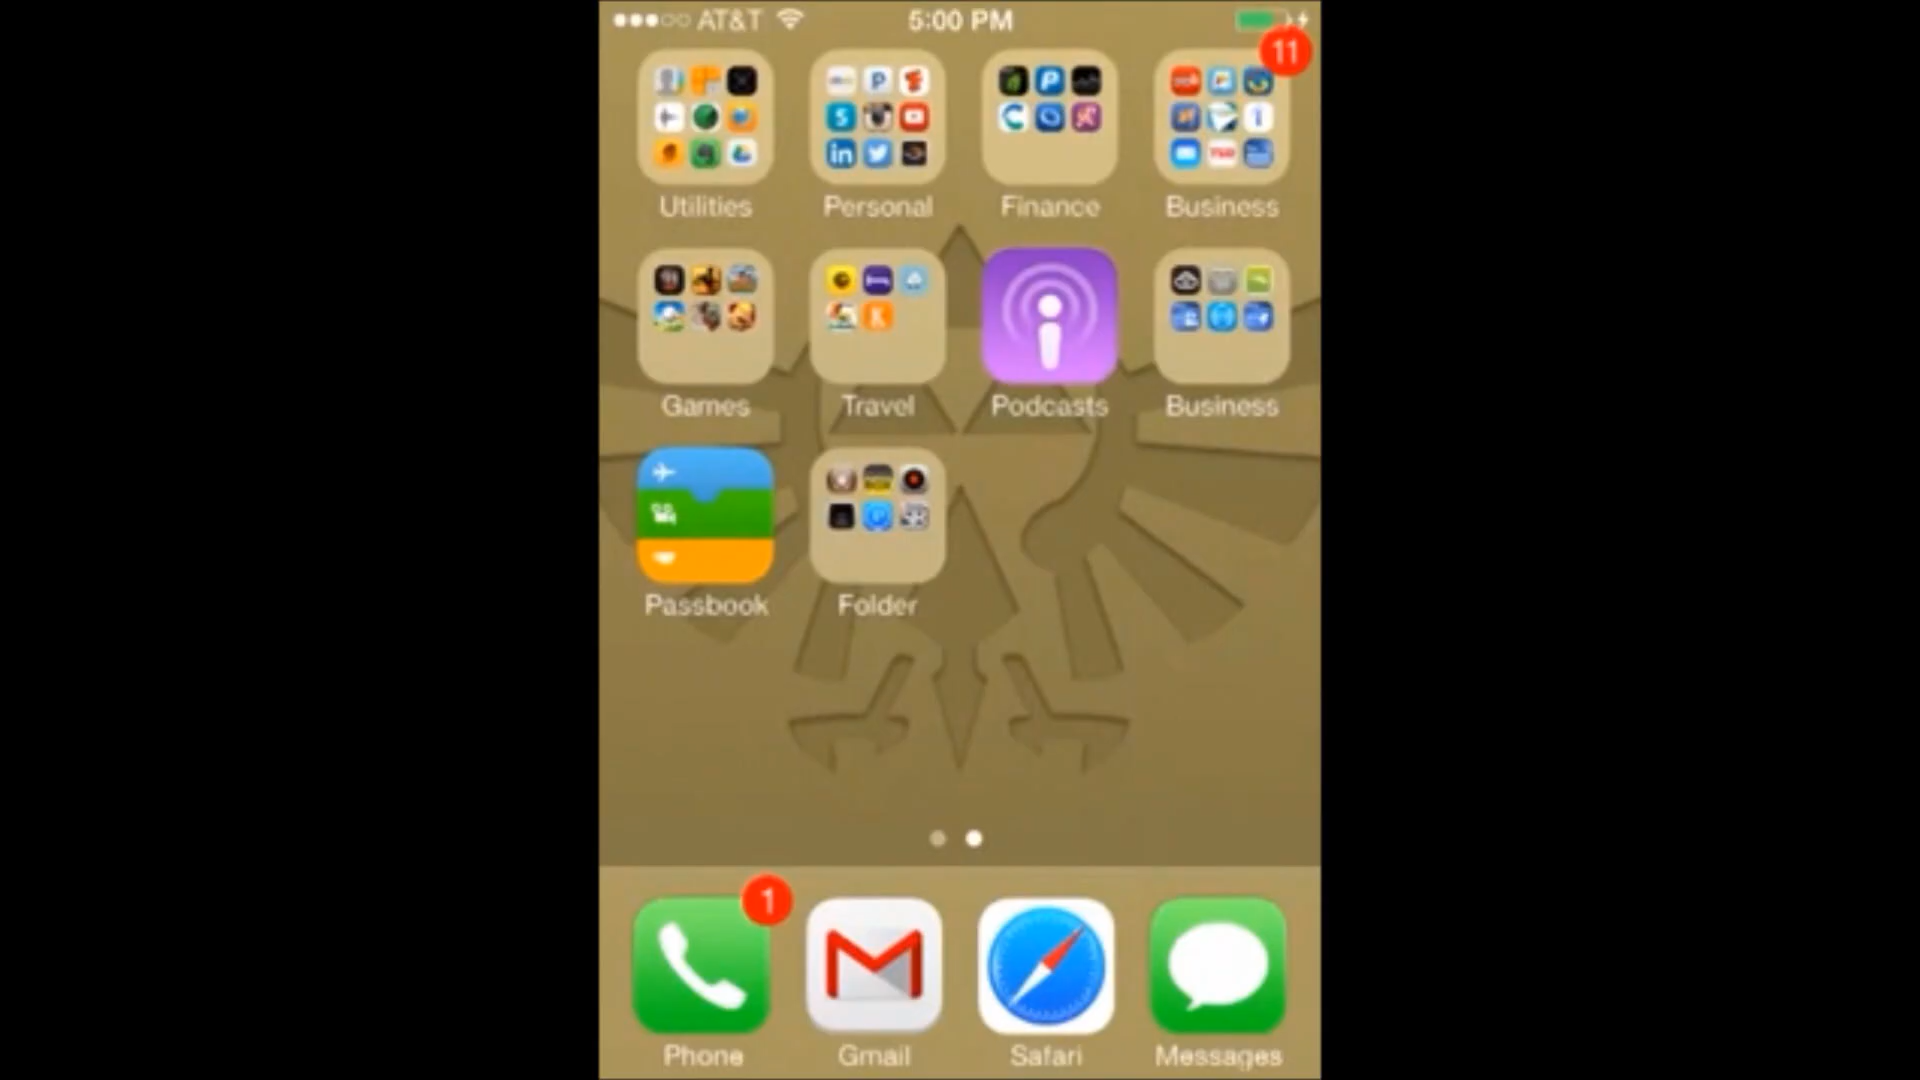 AT&T 5:00 PM
11
Utilities Personal Finance Business
Games Travel Podcasts Business
Passbook Folder
1
Phone Gmail Safari Messages